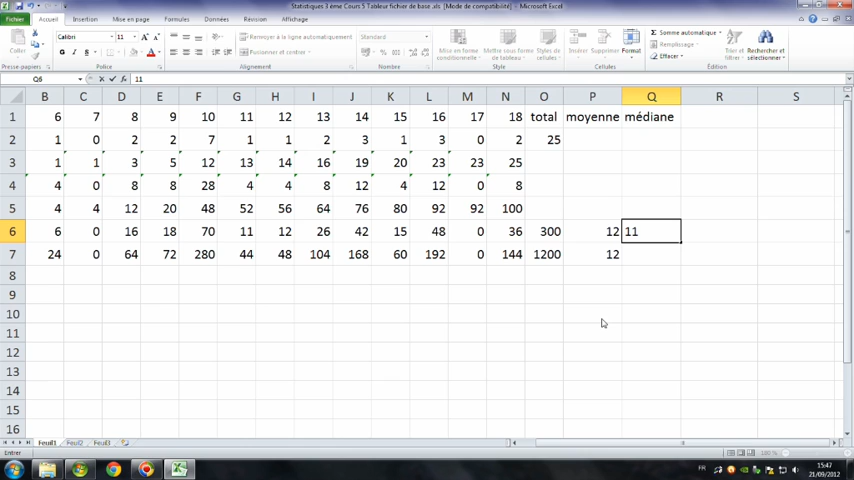 Statistiques 3 ème Cours 5 Tableur fichier de base.xls [Mode de compatibilité] - Microsoft Excel
Fichier Accueil Insertion Mise en page Formules Données Révision Affichage
Coller Calibri 11 Renvoyer à la ligne automatiquement Standard Mise en forme conditionnelle Mettre sous forme de tableau Styles de cellules Insérer Supprimer Format Somme automatique Trier et filtrer Rechercher et sélectionner
G I S Fusionner et centrer % 000 Remplissage
Effacer
Presse-papiers Police Alignement Nombre Style Cellules Édition
Q6 11
B C D E F G H I J K L M N O P Q R S
1 6 7 8 9 10 11 12 13 14 15 16 17 18 total moyenne médiane
2 1 0 2 2 7 1 1 2 3 1 3 0 2 25
3 1 1 3 5 12 13 14 16 19 20 23 23 25
4 4 0 8 8 28 4 4 8 12 4 12 0 8
5 4 4 12 20 48 52 56 64 76 80 92 92 100
6 6 0 16 18 70 11 12 26 42 15 48 0 36 300 12 11
7 24 0 64 72 280 44 48 104 168 60 192 0 144 1200 12
8
9
10
11
12
13
14
15
16
Feuil1 Feuil2 Feuil3
Entrer 160 %
FR 15:47
21/09/2012